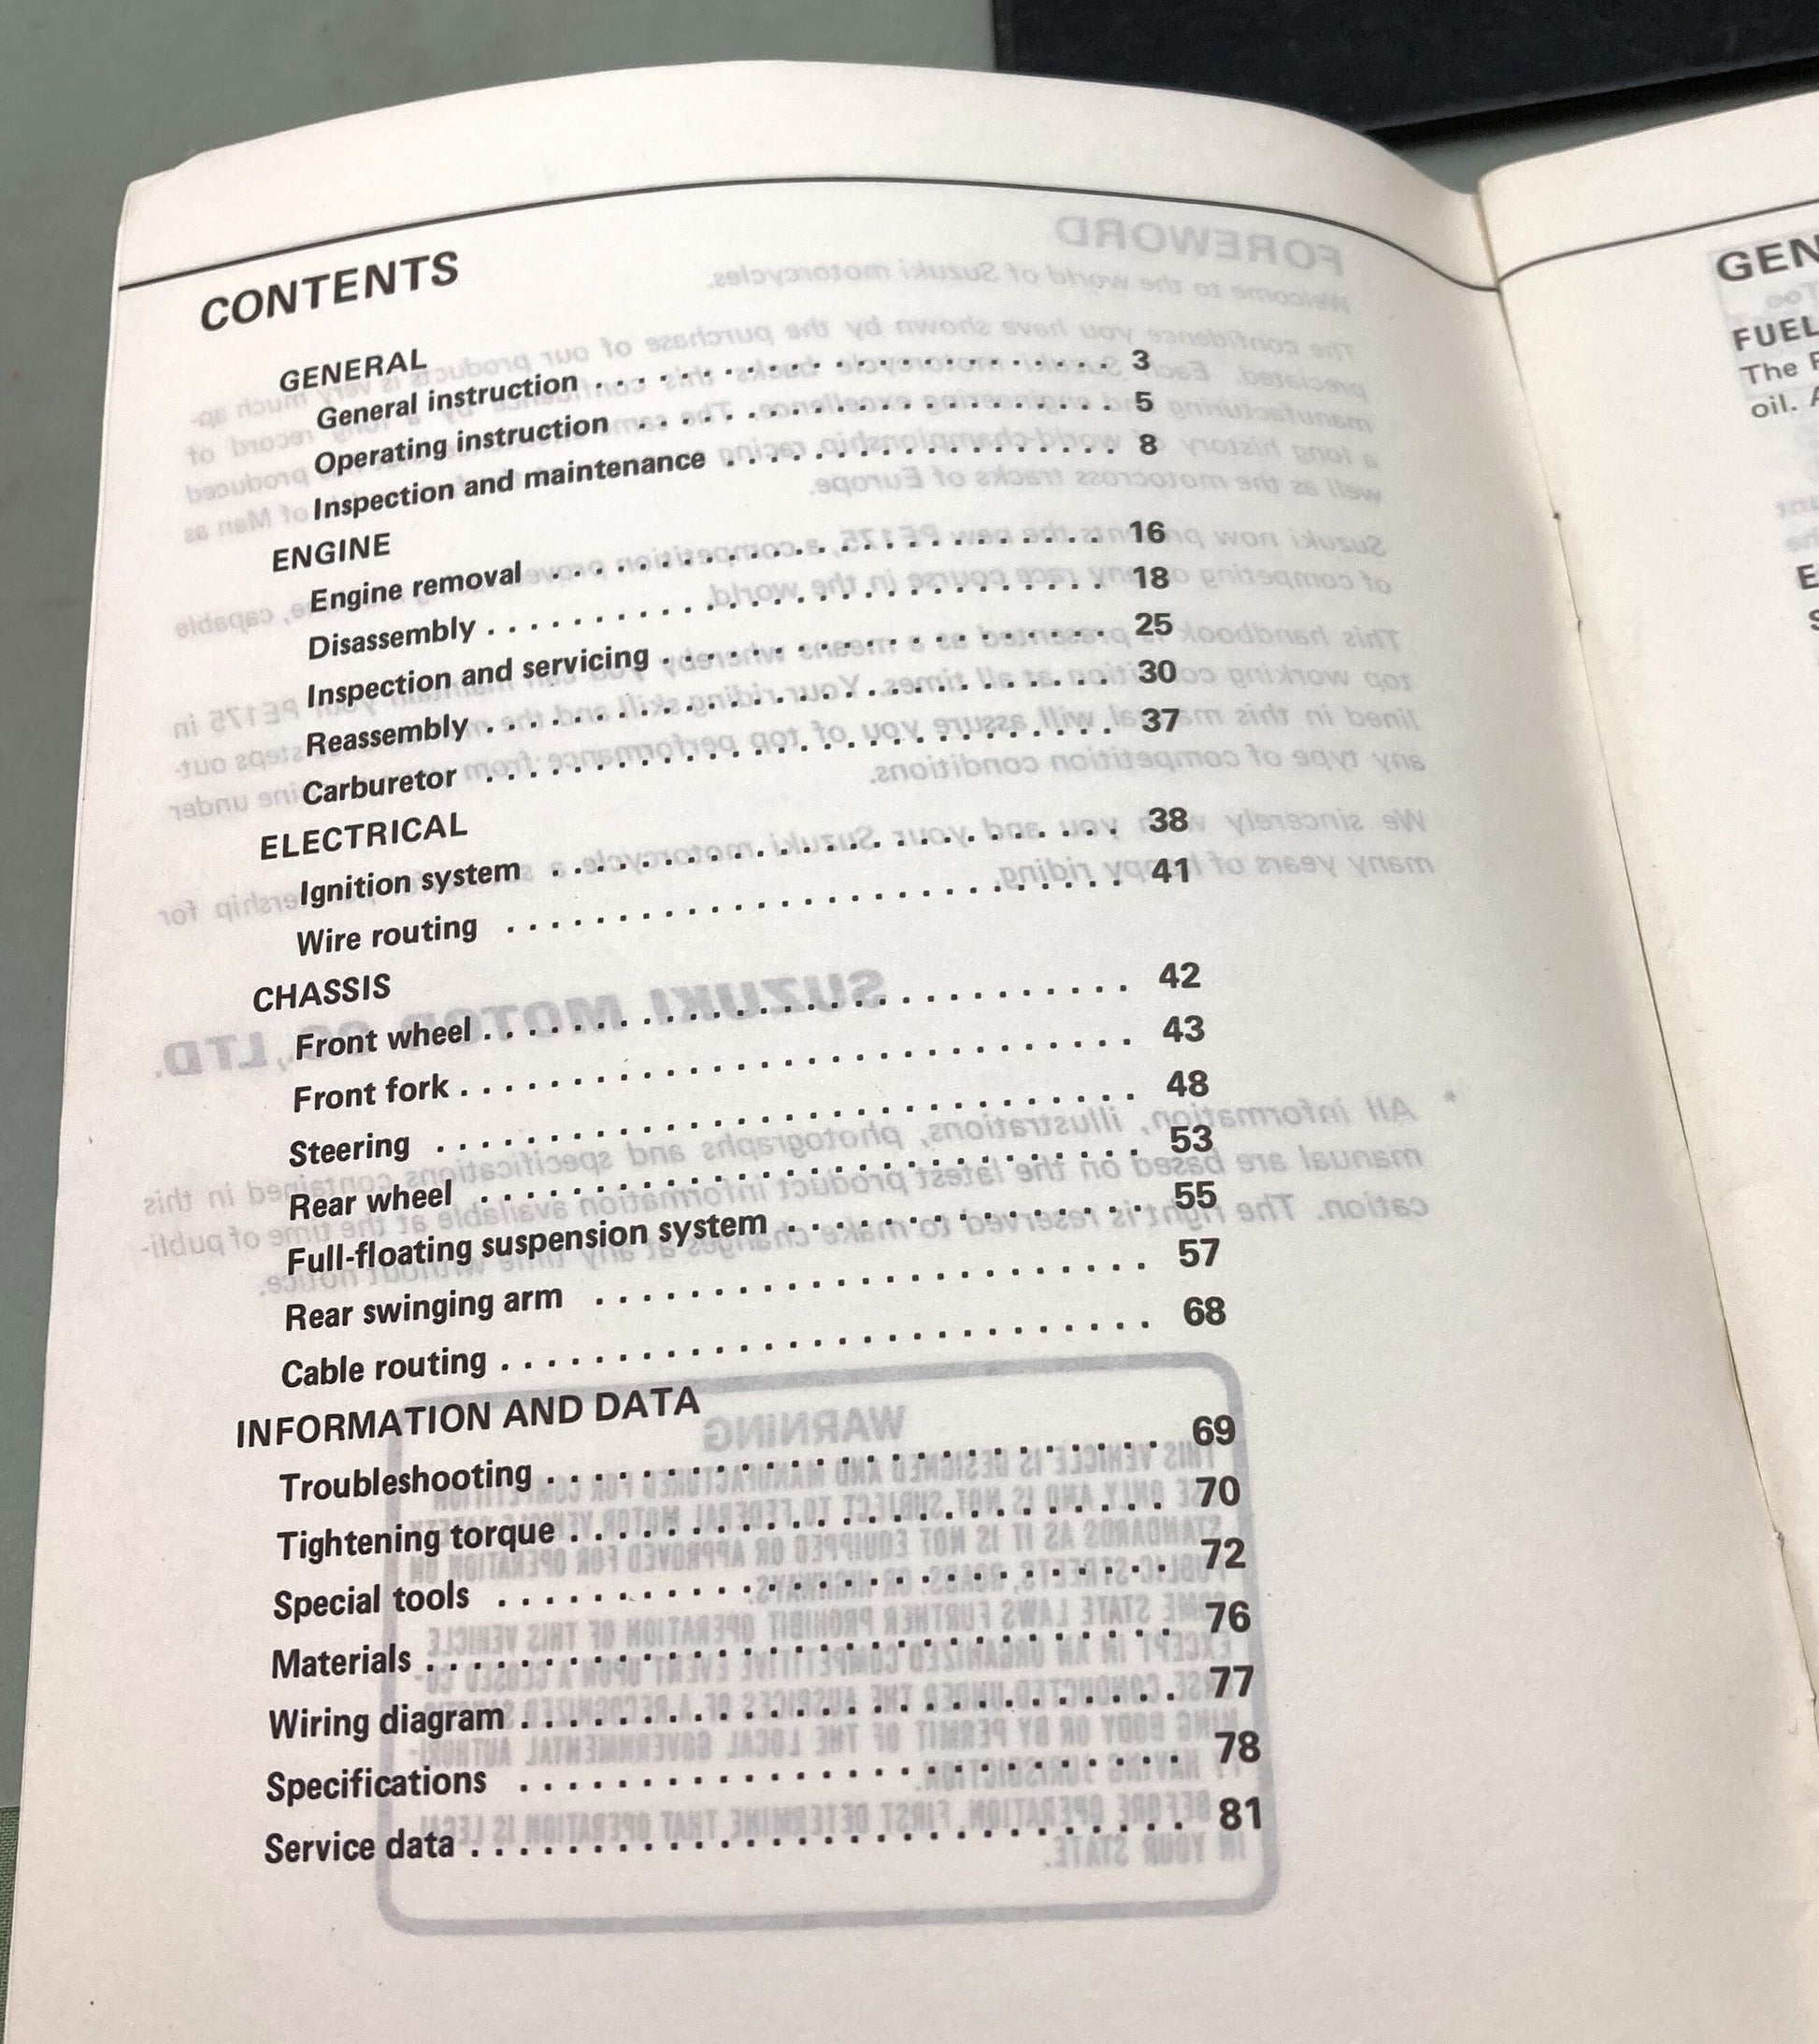 CONTENTS
GENERAL
General instruction . . . . . . . . . . . . . . . . . . . . . . . . 3
Operating instruction . . . . . . . . . . . . . . . . . . . . . . 5
Inspection and maintenance . . . . . . . . . . . . . . . . . . 8
ENGINE
Engine removal . . . . . . . . . . . . . . . . . . . . . . . . . . 16
Disassembly . . . . . . . . . . . . . . . . . . . . . . . . . . . . 18
Inspection and servicing . . . . . . . . . . . . . . . . . . . . 25
Reassembly . . . . . . . . . . . . . . . . . . . . . . . . . . . . 30
Carburetor . . . . . . . . . . . . . . . . . . . . . . . . . . . . 37
ELECTRICAL
Ignition system . . . . . . . . . . . . . . . . . . . . . . . . . 38
Wire routing . . . . . . . . . . . . . . . . . . . . . . . . . . . 41
CHASSIS
Front wheel . . . . . . . . . . . . . . . . . . . . . . . . . . . . 42
Front fork . . . . . . . . . . . . . . . . . . . . . . . . . . . . . 43
Steering . . . . . . . . . . . . . . . . . . . . . . . . . . . . . . 48
Rear wheel . . . . . . . . . . . . . . . . . . . . . . . . . . . . 53
Full-floating suspension system . . . . . . . . . . . . . . . 55
Rear swinging arm . . . . . . . . . . . . . . . . . . . . . . . . 57
Cable routing . . . . . . . . . . . . . . . . . . . . . . . . . . . 68
INFORMATION AND DATA
Troubleshooting . . . . . . . . . . . . . . . . . . . . . . . . . 69
Tightening torque . . . . . . . . . . . . . . . . . . . . . . . . 70
Special tools . . . . . . . . . . . . . . . . . . . . . . . . . . . 72
Materials . . . . . . . . . . . . . . . . . . . . . . . . . . . . . . 76
Wiring diagram . . . . . . . . . . . . . . . . . . . . . . . . . . 77
Specifications . . . . . . . . . . . . . . . . . . . . . . . . . . 78
Service data . . . . . . . . . . . . . . . . . . . . . . . . . . . . 81
GEN
FUEL
The
oil.